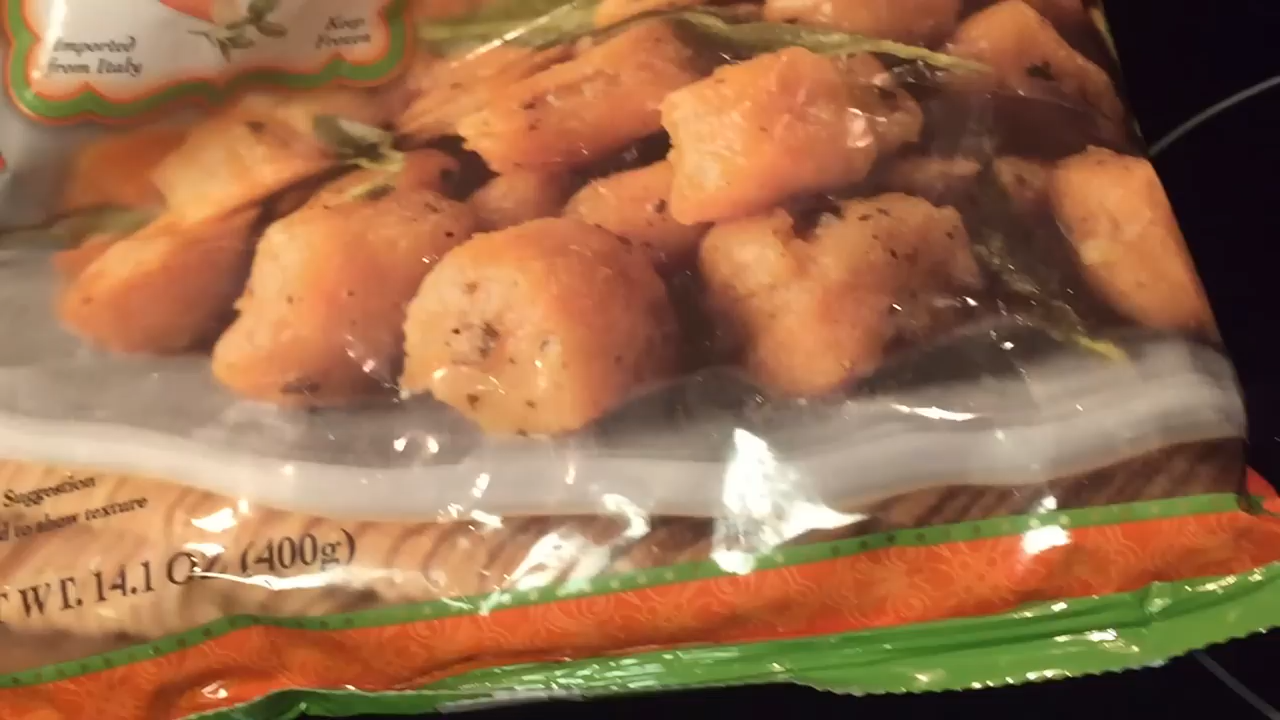 Imported
from Italy
Keep
Frozen
Suggestion
to show texture
WT. 14.1 Oz. (400g)